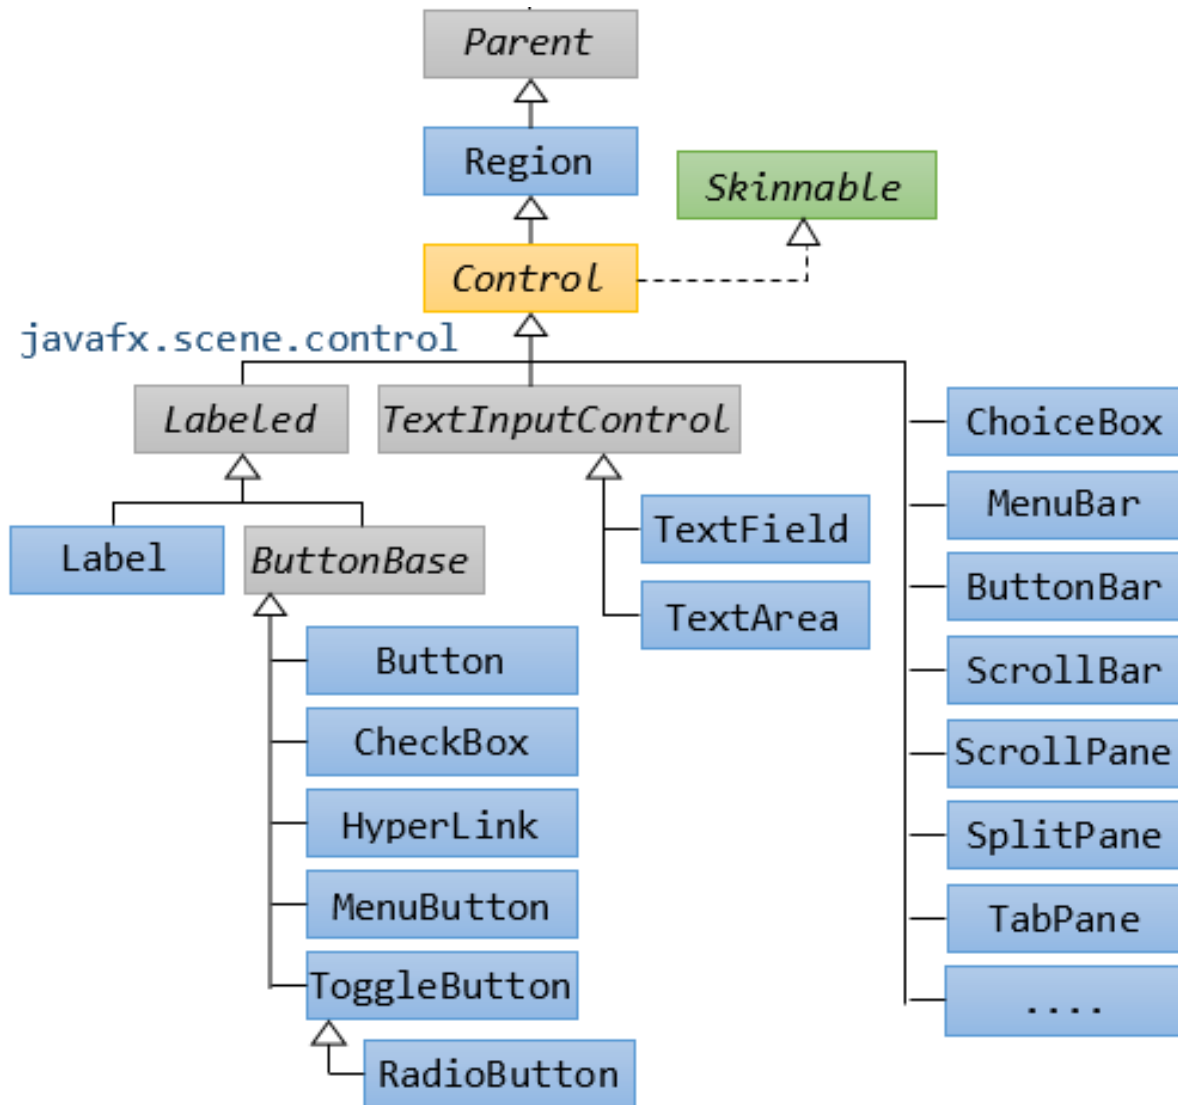 Parent
Region
Skinnable
Control
javafx.scene.control
Labeled
TextInputControl
ChoiceBox
MenuBar
TextField
Label
ButtonBase
ButtonBar
TextArea
Button
ScrollBar
CheckBox
ScrollPane
HyperLink
SplitPane
MenuButton
TabPane
ToggleButton
....
RadioButton